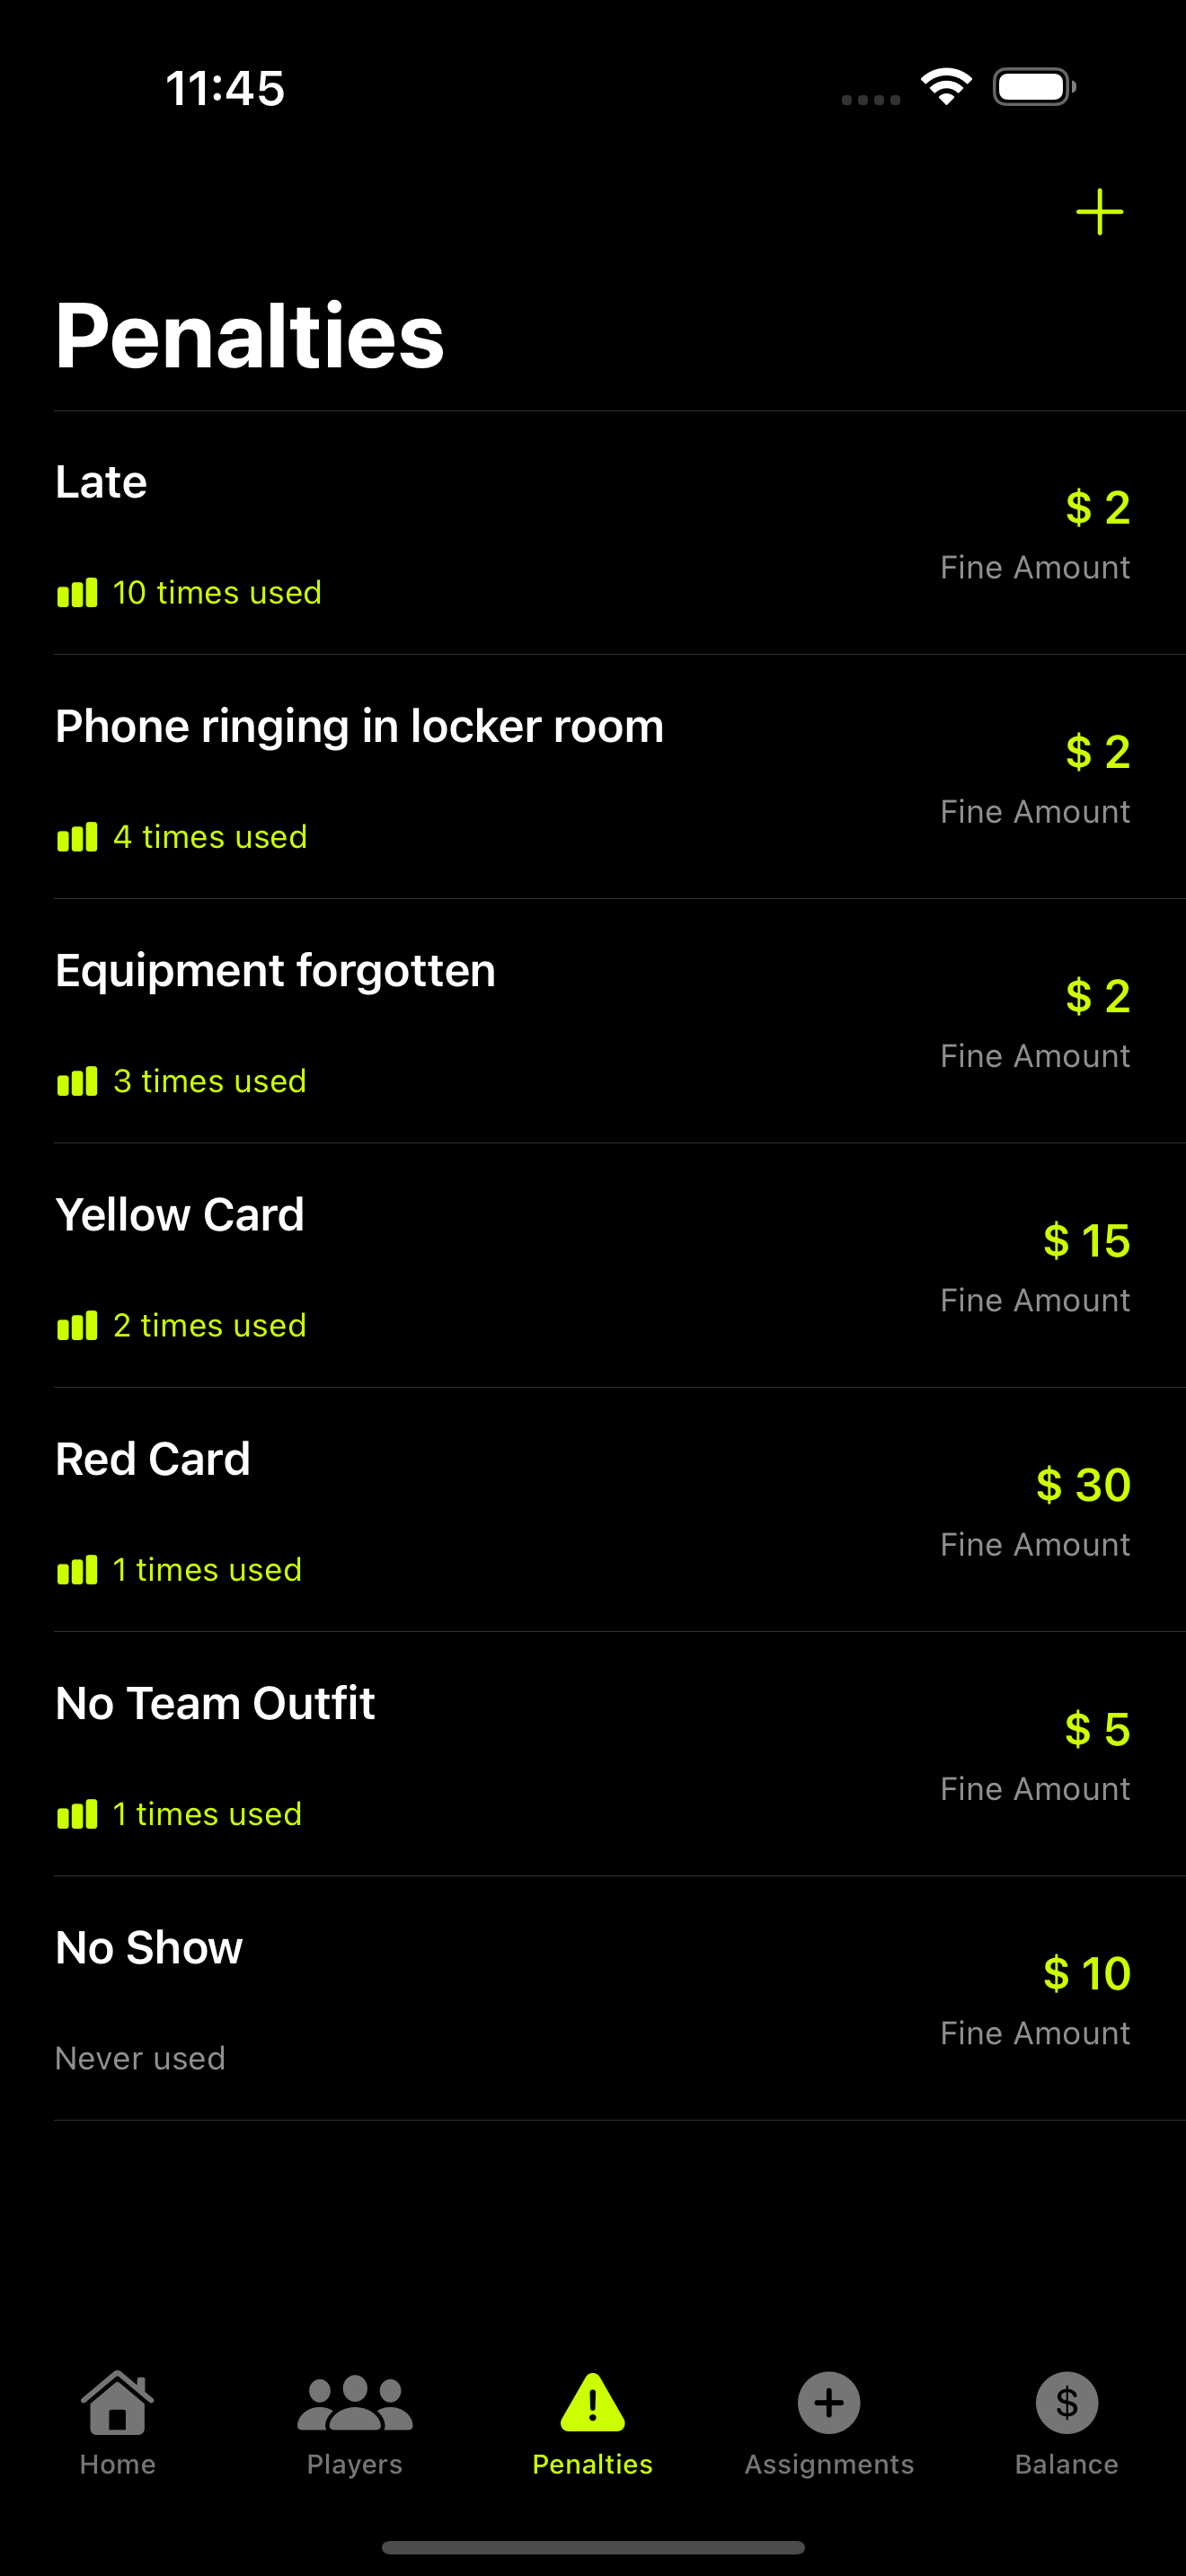 11:45
Penalties
Late
$ 2
Fine Amount
10 times used
Phone ringing in locker room
$ 2
Fine Amount
4 times used
Equipment forgotten
$ 2
Fine Amount
3 times used
Yellow Card
$ 15
Fine Amount
2 times used
Red Card
$ 30
Fine Amount
1 times used
No Team Outfit
$ 5
Fine Amount
1 times used
No Show
$ 10
Fine Amount
Never used
Home
Players
Penalties
Assignments
Balance